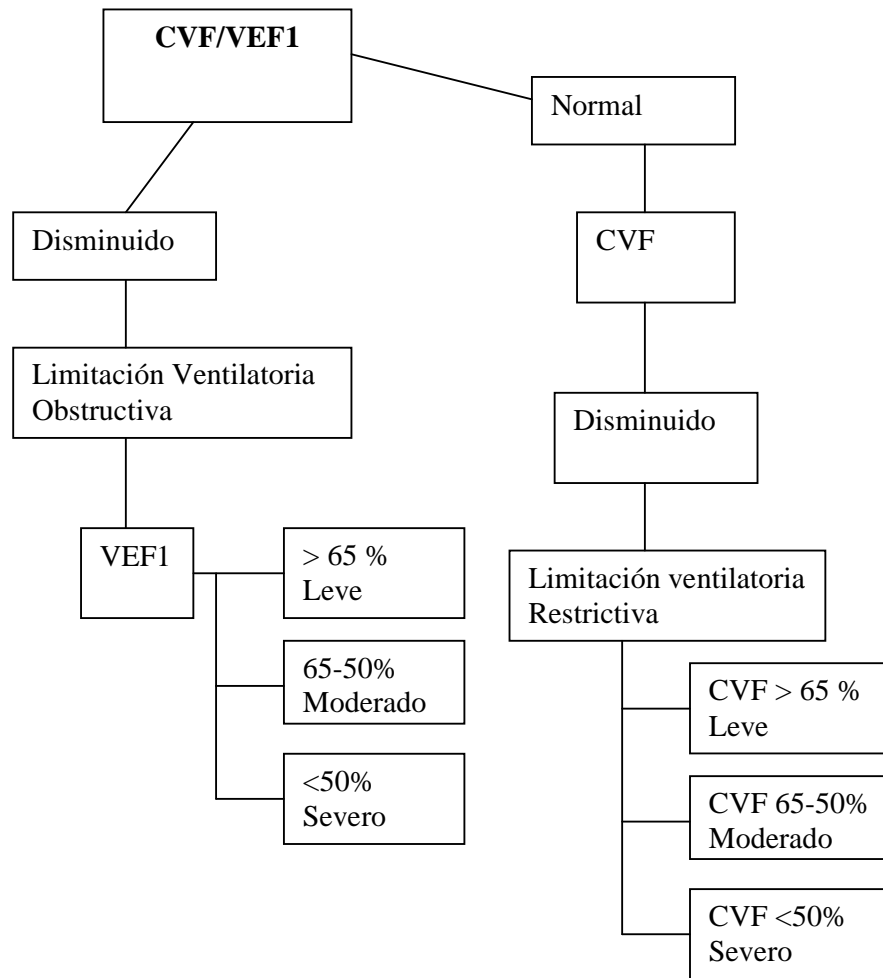 CVF/VEF1
Normal
Disminuido
CVF
Limitación Ventilatoria
Obstructiva
Disminuido
VEF1
> 65 %
Leve
65-50%
Moderado
<50%
Severo
Limitación ventilatoria
Restrictiva
CVF > 65 %
Leve
CVF 65-50%
Moderado
CVF <50%
Severo